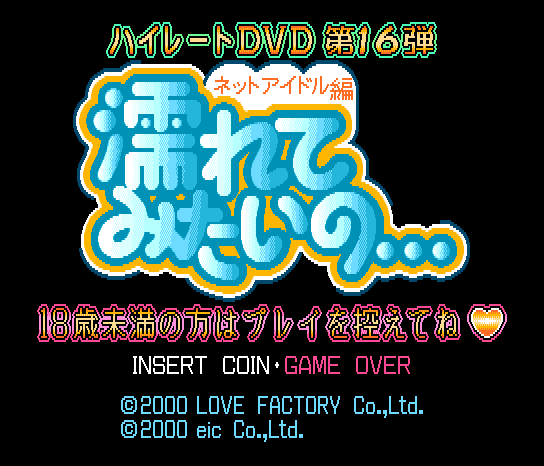 ハイレートDVD 第16弾
ネットアイドル編
濡れて
みたいの...
18歳未満の方はプレイを控えてね♥
INSERT COIN・GAME OVER
©2000 LOVE FACTORY Co.,Ltd.
©2000 eic Co.,Ltd.